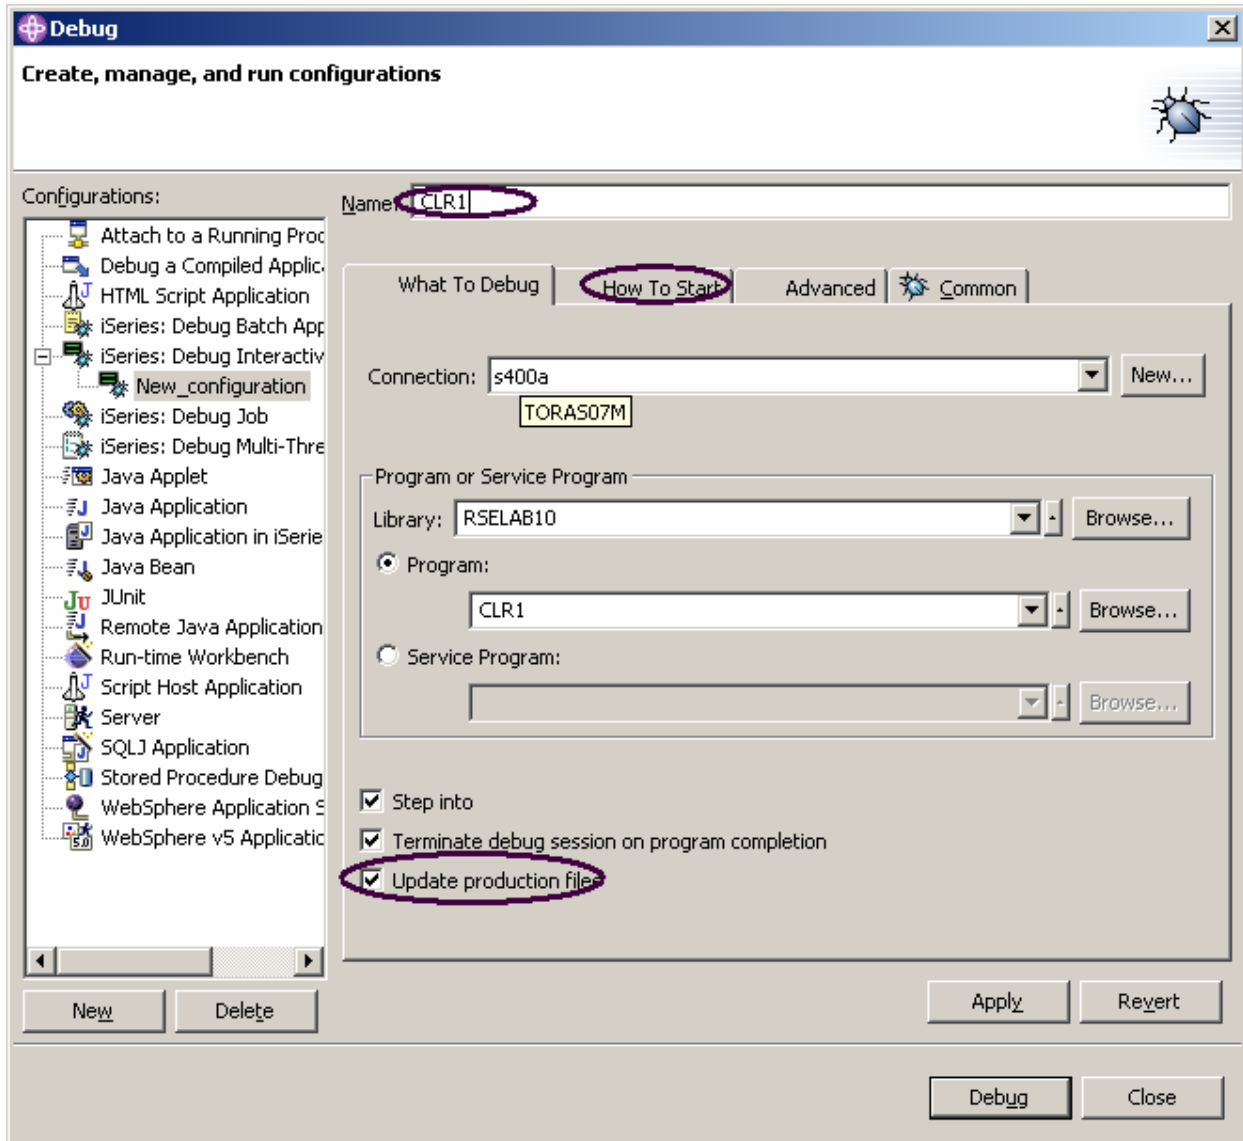 Debug
Create, manage, and run configurations
Configurations:
Attach to a Running Proc
Debug a Compiled Applic
HTML Script Application
iSeries: Debug Batch App
iSeries: Debug Interactiv
New_configuration
iSeries: Debug Job
iSeries: Debug Multi-Thre
Java Applet
Java Application
Java Application in iSerie
Java Bean
JUnit
Remote Java Application
Run-time Workbench
Script Host Application
Server
SQLJ Application
Stored Procedure Debug
WebSphere Application S
WebSphere v5 Applicatic
New Delete
Name: CLR1
What To Debug How To Start Advanced Common
Connection: s400a New...
TORAS07M
Program or Service Program
Library: RSELAB10 Browse...
Program:
CLR1 Browse...
Service Program:
Browse...
Step into
Terminate debug session on program completion
Update production files
Apply Revert
Debug Close